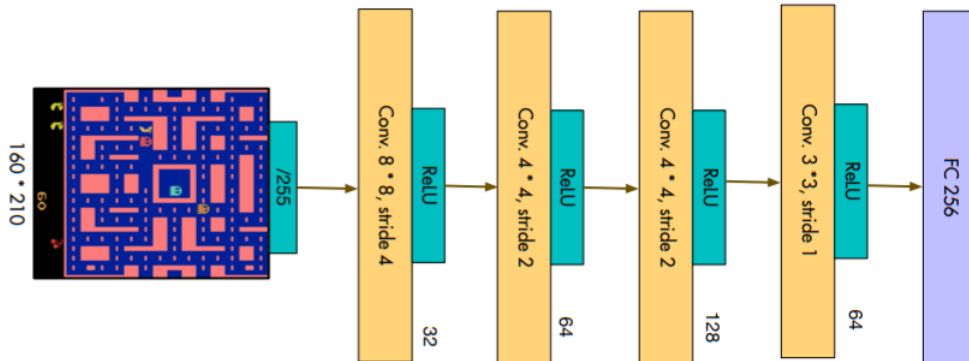 160 * 210
60
/255
Conv. 8 * 8, stride 4
ReLU
32
Conv. 4 * 4, stride 2
ReLU
64
Conv. 4 * 4, stride 2
ReLU
128
Conv. 3 *3, stride 1
ReLU
64
FC 256